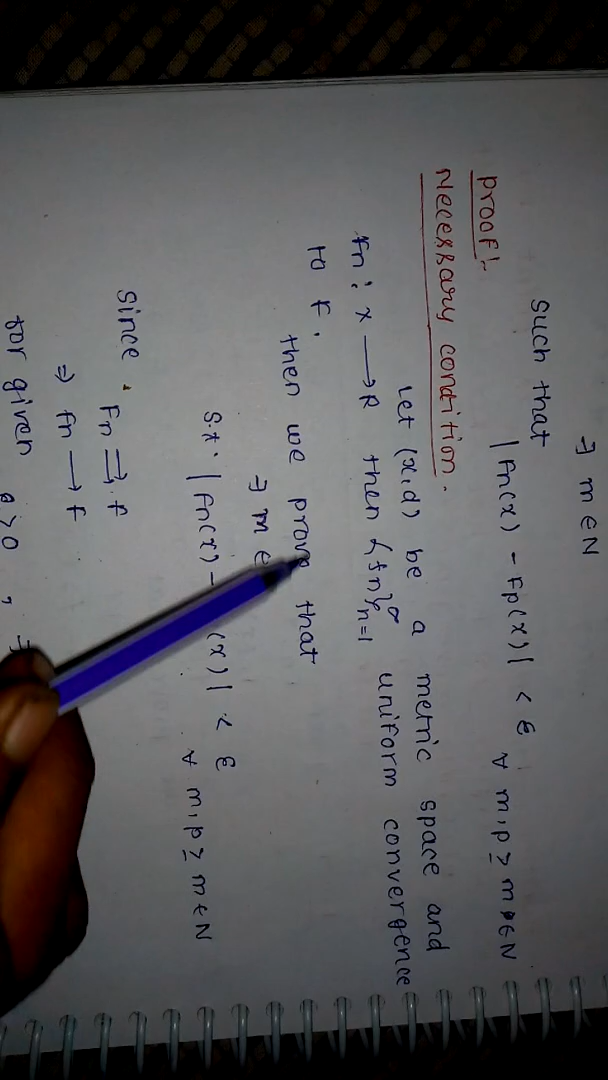 ∃ m ∈ N
such that
|fn(x) - fp(x)| < ε ∀ m,p ≥ m, ∈ N
proof:-
Necessary condition.
Let (x,d) be a metric space and
fn : x → R then {fn}∞n=1 uniform convergence
to f.
then we prove that
∃ m ∈
s.t. |fn(x) - (x)| < ε
∀ m,p ≥ m ∈ N
since fn ⇉ f
⇒ fn → f
for given >0 ,